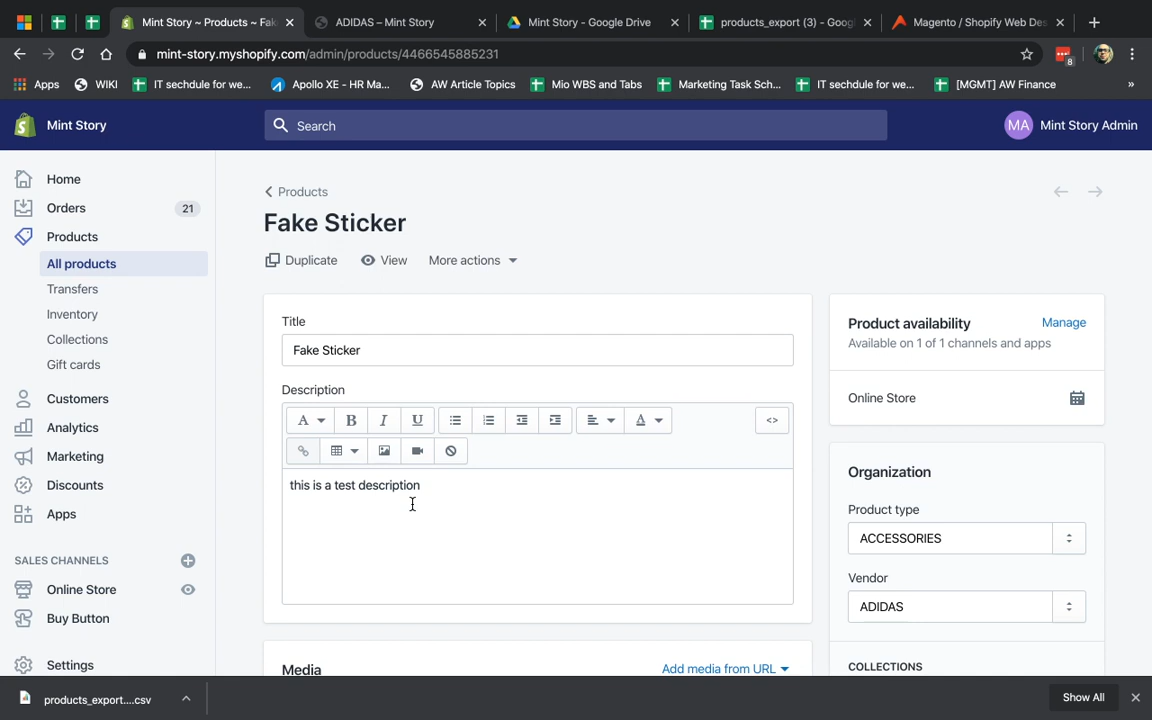 Mint Story ~ Products ~ Fak
ADIDAS – Mint Story
Mint Story - Google Drive
products_export (3) - Goog
Magento / Shopify Web Des
mint-story.myshopify.com/admin/products/4466545885231
8
Apps
WIKI
IT sechdule for we...
Apollo XE - HR Ma...
AW Article Topics
Mio WBS and Tabs
Marketing Task Sch...
IT sechdule for we...
[MGMT] AW Finance
»
Mint Story
Search
MA
Mint Story Admin
Home
Orders
21
Products
All products
Transfers
Inventory
Collections
Gift cards
Customers
Analytics
Marketing
Discounts
Apps
SALES CHANNELS
Online Store
Buy Button
Settings
Products
Fake Sticker
Duplicate
View
More actions
Title
Fake Sticker
Description
A
B
I
U
A
<>
this is a test description
Media
Add media from URL
Product availability
Manage
Available on 1 of 1 channels and apps
Online Store
Organization
Product type
ACCESSORIES
Vendor
ADIDAS
COLLECTIONS
products_export....csv
Show All